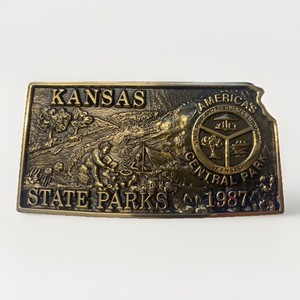 KANSAS
AMERICA'S
CENTRAL PARK
STATE PARKS 1987